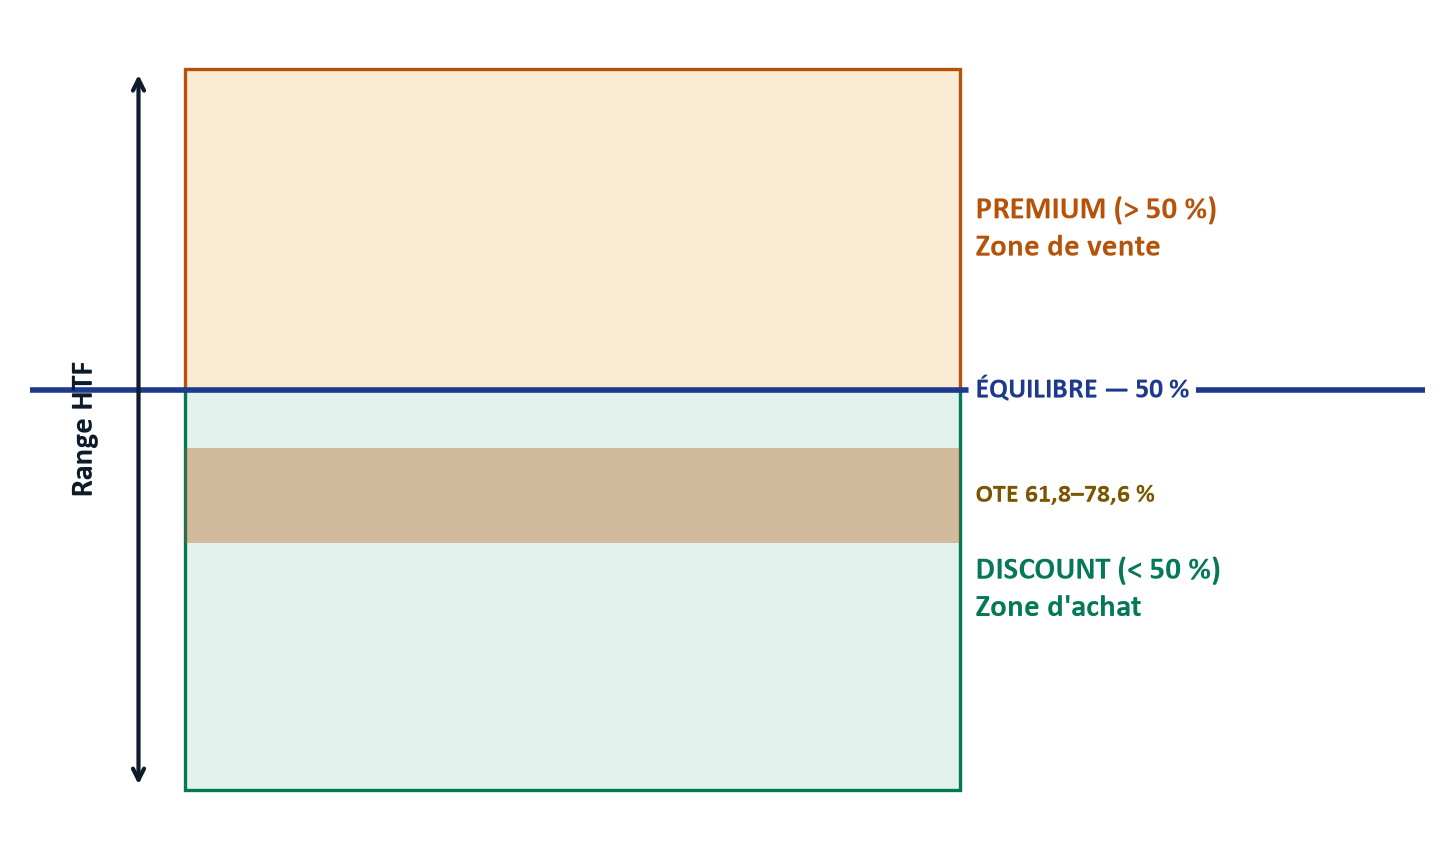 PREMIUM (> 50 %)
Zone de vente
Range HTF
ÉQUILIBRE — 50 %
OTE 61,8–78,6 %
DISCOUNT (< 50 %)
Zone d'achat